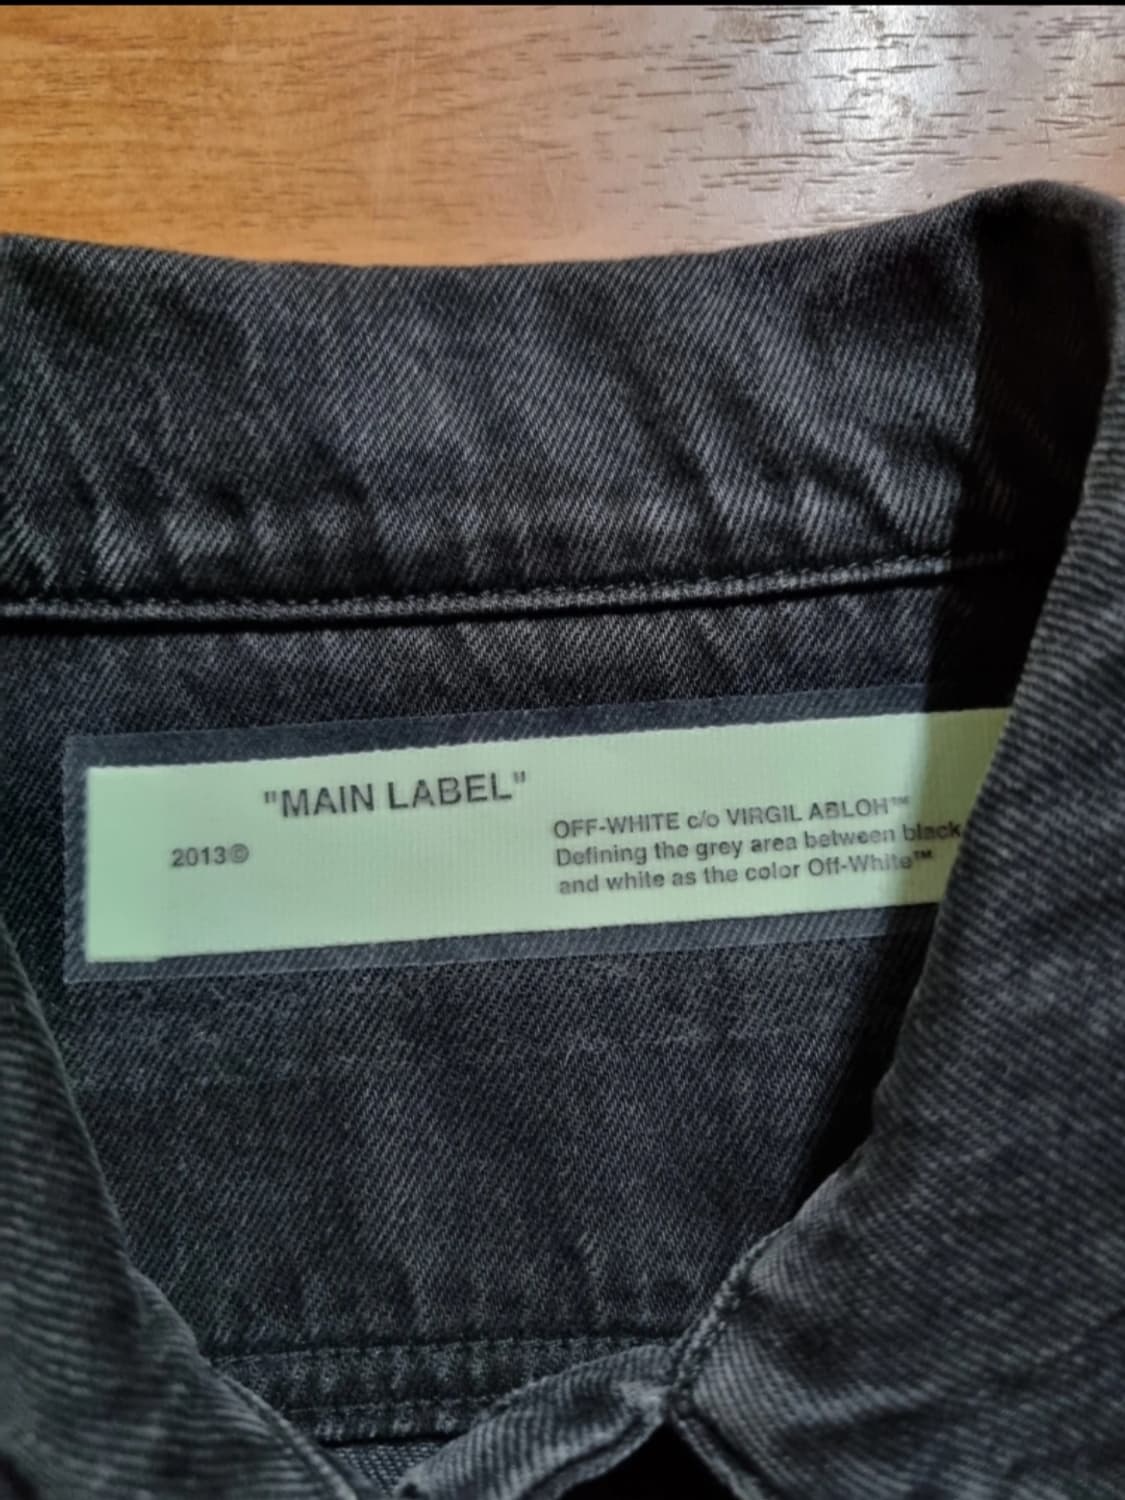 "MAIN LABEL"
2013©
OFF-WHITE c/o VIRGIL ABLOH™
Defining the grey area between black
and white as the color Off-White™